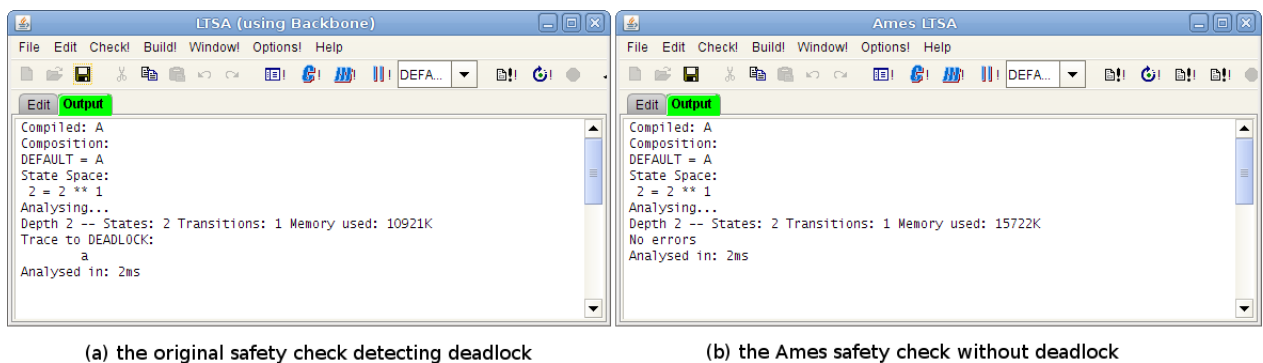 LTSA (using Backbone)
File Edit Check! Build! Window! Options! Help
DEFA...
Edit Output
Compiled: A
Composition:
DEFAULT = A
State Space:
2 = 2 ** 1
Analysing...
Depth 2 -- States: 2 Transitions: 1 Memory used: 10921K
Trace to DEADLOCK:
a
Analysed in: 2ms
(a) the original safety check detecting deadlock
Ames LTSA
File Edit Check! Build! Window! Options! Help
DEFA...
Edit Output
Compiled: A
Composition:
DEFAULT = A
State Space:
2 = 2 ** 1
Analysing...
Depth 2 -- States: 2 Transitions: 1 Memory used: 15722K
No errors
Analysed in: 2ms
(b) the Ames safety check without deadlock